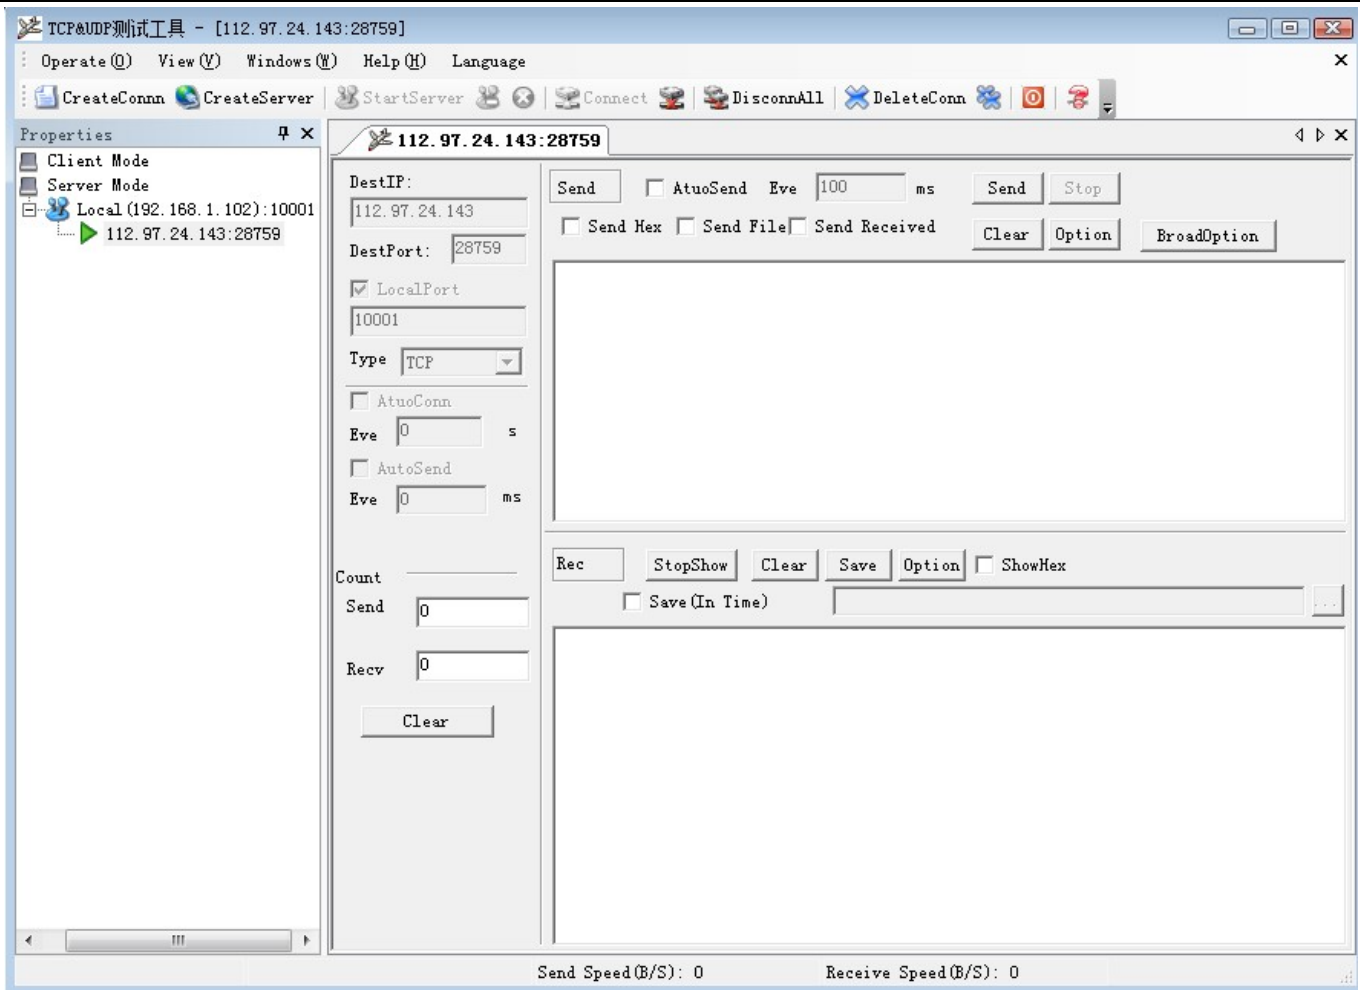 TCP&UDP测试工具 - [112.97.24.143:28759]
Operate(O) View(V) Windows(W) Help(H) Language
CreateConnn CreateServer StartServer Connect DisconnAll DeleteConn
Properties
Client Mode
Server Mode
Local(192.168.1.102):10001
112.97.24.143:28759
112.97.24.143:28759
DestIP:
112.97.24.143
DestPort: 28759
LocalPort
10001
Type TCP
AtuoConn
Eve 0 s
AutoSend
Eve 0 ms
Count
Send 0
Recv 0
Clear
Send AtuoSend Eve 100 ms Send Stop
Send Hex Send File Send Received Clear Option BroadOption
Rec StopShow Clear Save Option ShowHex
Save(In Time) ...
Send Speed(B/S): 0 Receive Speed(B/S): 0